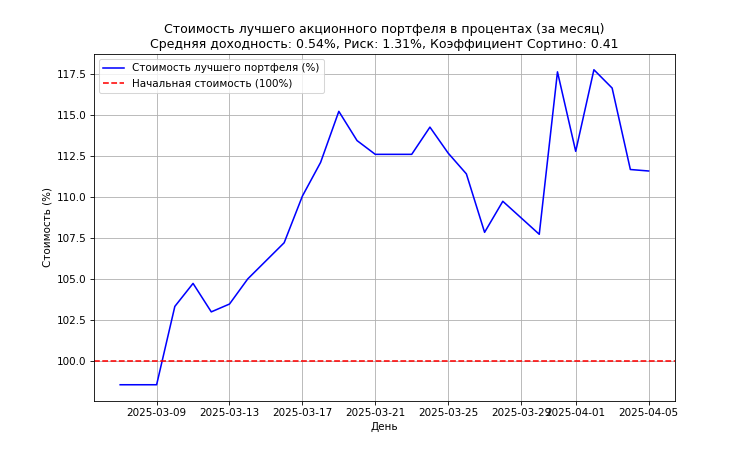 Стоимость лучшего акционного портфеля в процентах (за месяц)
Средняя доходность: 0.54%, Риск: 1.31%, Коэффициент Сортино: 0.41
Стоимость лучшего портфеля (%)
Начальная стоимость (100%)
Стоимость (%)
117.5
115.0
112.5
110.0
107.5
105.0
102.5
100.0
2025-03-09
2025-03-13
2025-03-17
2025-03-21
2025-03-25
2025-03-29
2025-04-01
2025-04-05
День